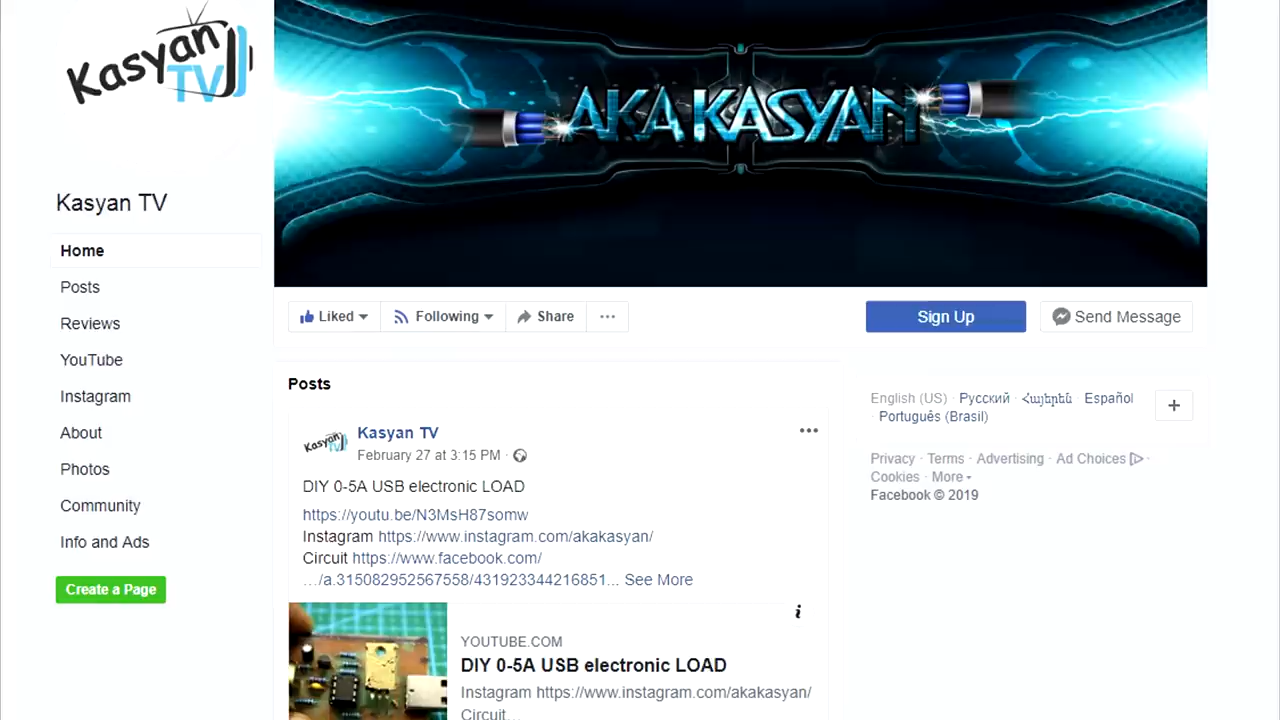 Kasyan
TV
AKA KASYAN
Kasyan TV
Home
Posts
Reviews
YouTube
Instagram
About
Photos
Community
Info and Ads
Create a Page
Liked
Following
Share
...
Sign Up
Send Message
Posts
Kasyan TV
February 27 at 3:15 PM ·
DIY 0-5A USB electronic LOAD
https://youtu.be/N3MsH87somw
Instagram https://www.instagram.com/akakasyan/
Circuit https://www.facebook.com/
…/a.315082952567558/431923344216851... See More
YOUTUBE.COM
DIY 0-5A USB electronic LOAD
Instagram https://www.instagram.com/akakasyan/
Circuit...
English (US) · Русский · Հայերեն · Español
· Português (Brasil)
+
Privacy · Terms · Advertising · Ad Choices ·
Cookies · More
Facebook © 2019